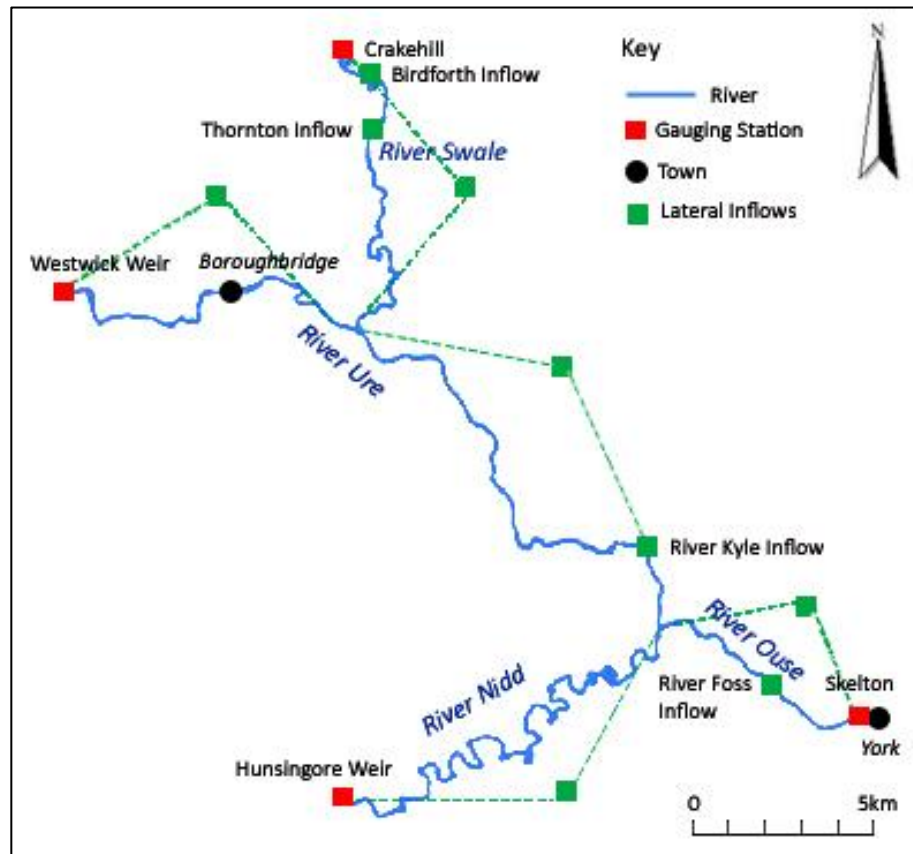 Crakehill
Birdforth Inflow
Thornton Inflow
River Swale
Key
N
River
Gauging Station
Town
Lateral Inflows
Westwick Weir
Boroughbridge
River Ure
River Kyle Inflow
River Ouse
River Nidd
River Foss
Inflow
Skelton
York
Hunsingore Weir
0
5km